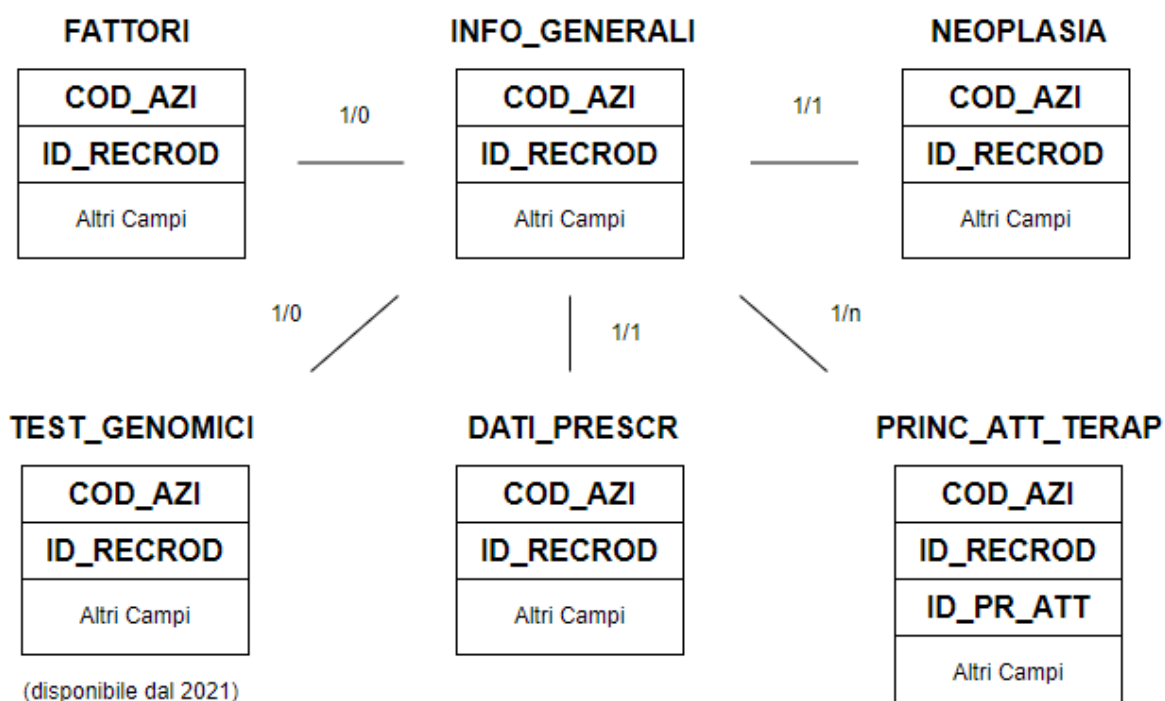 FATTORI
INFO_GENERALI
NEOPLASIA
COD_AZI
ID_RECROD
Altri Campi
1/0
COD_AZI
ID_RECROD
Altri Campi
1/1
COD_AZI
ID_RECROD
Altri Campi
1/0
1/1
1/n
TEST_GENOMICI
DATI_PRESCR
PRINC_ATT_TERAP
COD_AZI
ID_RECROD
Altri Campi
(disponibile dal 2021)
COD_AZI
ID_RECROD
Altri Campi
COD_AZI
ID_RECROD
ID_PR_ATT
Altri Campi